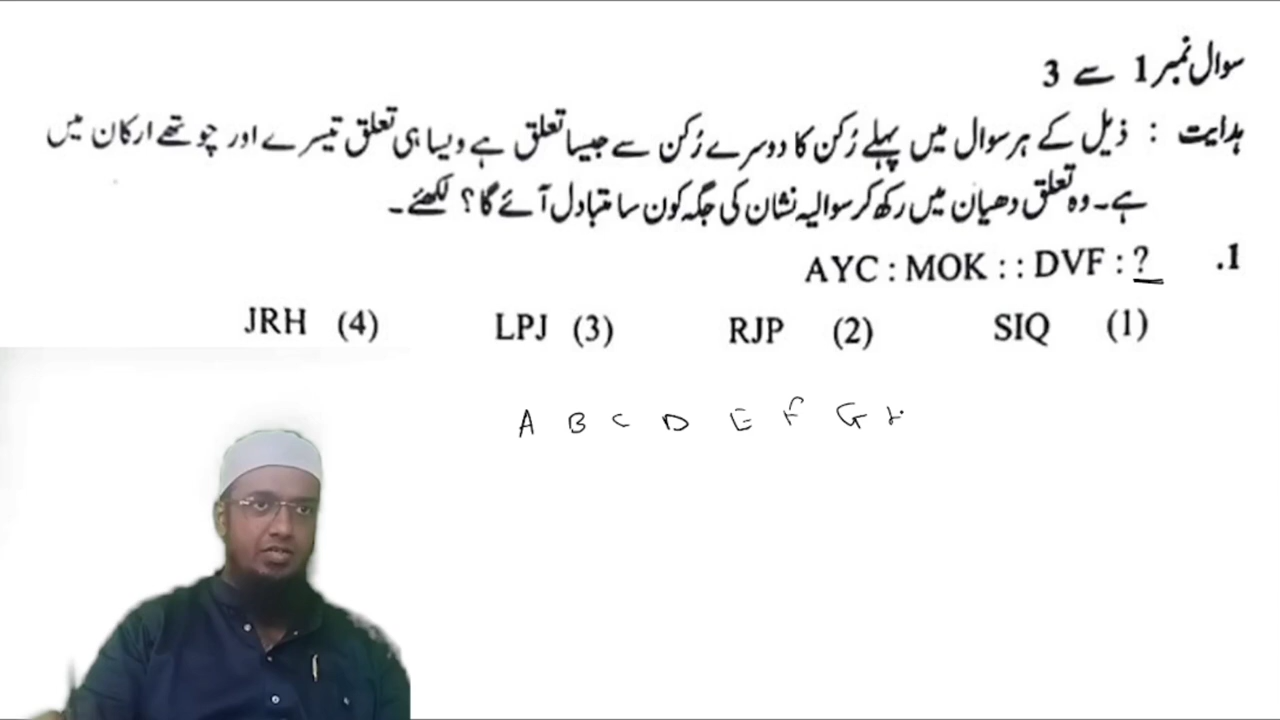 سوال نمبر 1 سے 3
ہدایت : ذیل کے ہر سوال میں پہلے رُکن کا دوسرے رُکن سے جیسا تعلق ہے ویسا ہی تعلق تیسرے اور چوتھے ارکان میں
ہے۔ وہ تعلق دھیان میں رکھ کر سوالیہ نشان کی جگہ کون سا متبادل آئے گا؟ لکھئے۔
.1 AYC : MOK : : DVF : ?
SIQ (1) RJP (2) LPJ (3) JRH (4)
A B C D E F G